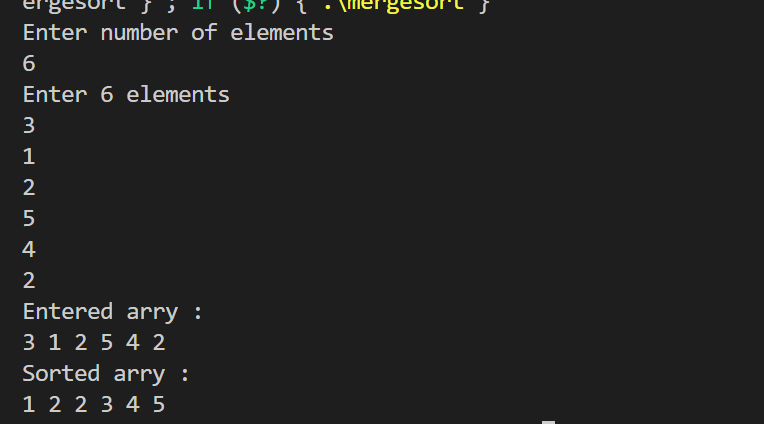 ergesort } ; if ($?) { .\mergesort }
Enter number of elements
6
Enter 6 elements
3
1
2
5
4
2
Entered arry :
3 1 2 5 4 2
Sorted arry :
1 2 2 3 4 5